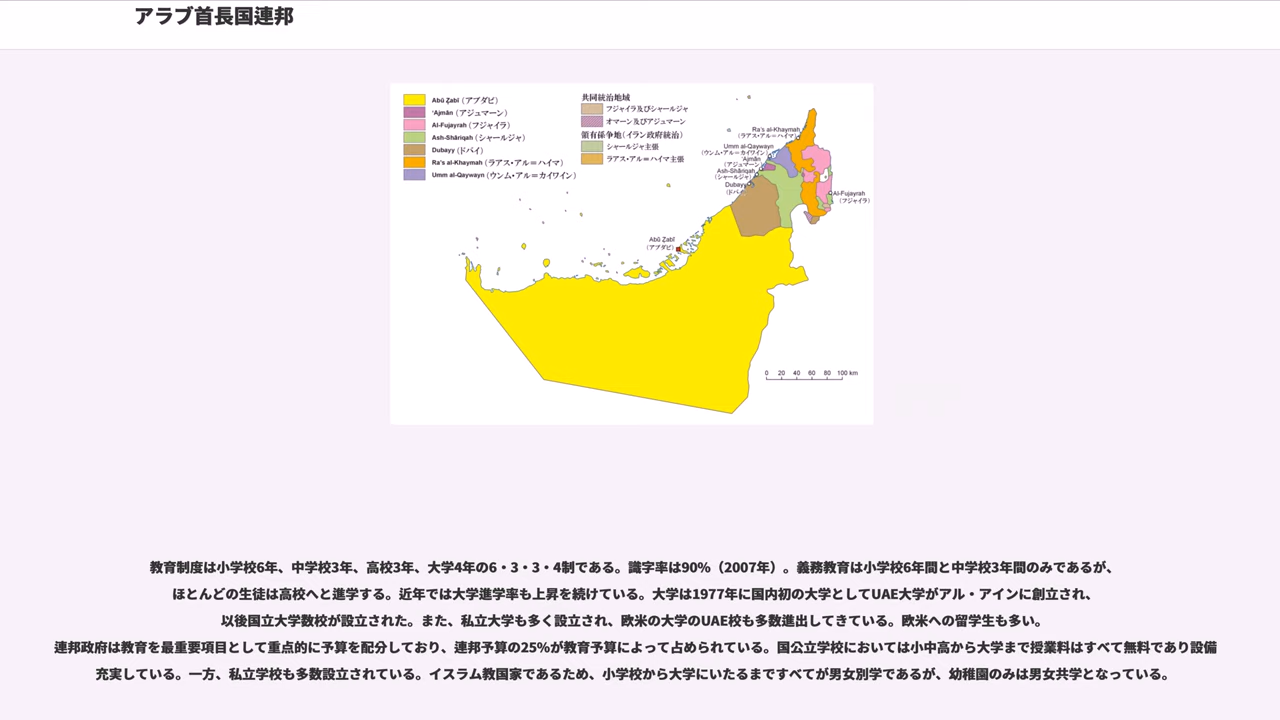 アラブ首長国連邦
Abū Ẓabī (アブダビ)
'Ajmān (アジュマーン)
Al-Fujayrah (フジャイラ)
Ash-Shāriqah (シャールジャ)
Dubayy (ドバイ)
Ra's al-Khaymah (ラアス・アル＝ハイマ)
Umm al-Qaywayn (ウンム・アル＝カイワイン)
共同統治地域
フジャイラ及びシャールジャ
オマーン及びアジュマーン
領有係争地(イラン政府統治)
シャールジャ主張
ラアス・アル＝ハイマ主張
Ra's al-Khaymah
(ラアス・アル＝ハイマ)
Umm al-Qaywayn
(ウンム・アル＝カイワイン)
'Ajmān
(アジュマーン)
Ash-Shāriqah
(シャールジャ)
Dubayy
(ドバイ)
Al-Fujayrah
(フジャイラ)
Abū Ẓabī
(アブダビ)
0 20 40 60 80 100 km
教育制度は小学校6年、中学校3年、高校3年、大学4年の6・3・3・4制である。識字率は90%（2007年）。義務教育は小学校6年間と中学校3年間のみであるが、
ほとんどの生徒は高校へと進学する。近年では大学進学率も上昇を続けている。大学は1977年に国内初の大学としてUAE大学がアル・アインに創立され、
以後国立大学数校が設立された。また、私立大学も多く設立され、欧米の大学のUAE校も多数進出してきている。欧米への留学生も多い。
連邦政府は教育を最重要項目として重点的に予算を配分しており、連邦予算の25%が教育予算によって占められている。国公立学校においては小中高から大学まで授業料はすべて無料であり設備
充実している。一方、私立学校も多数設立されている。イスラム教国家であるため、小学校から大学にいたるまですべてが男女別学であるが、幼稚園のみは男女共学となっている。